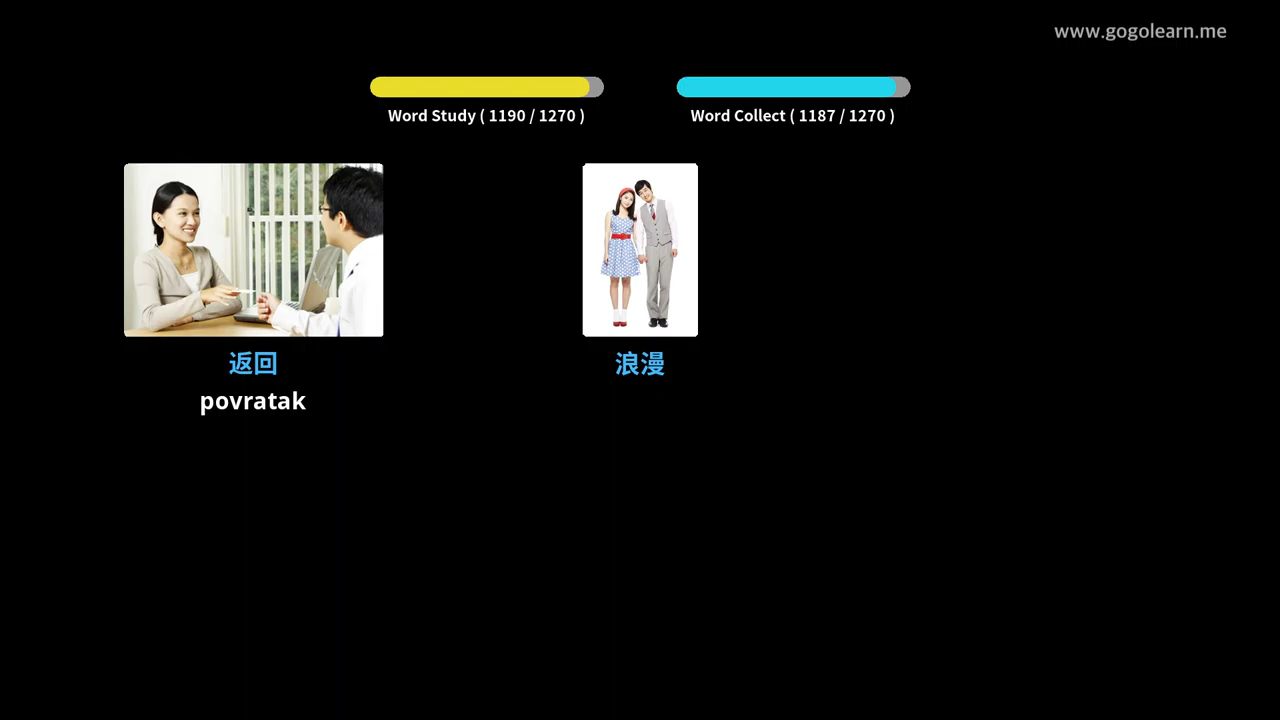 www.gogolearn.me
Word Study ( 1190 / 1270 )
Word Collect ( 1187 / 1270 )
返回
povratak
浪漫